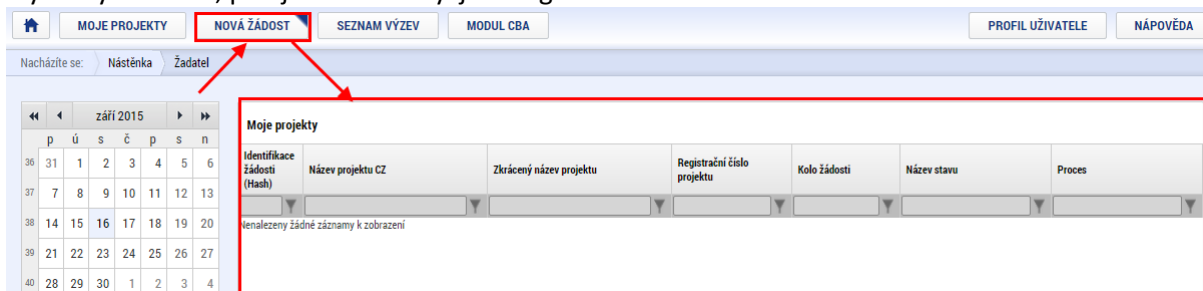 MOJE PROJEKTY NOVÁ ŽÁDOST SEZNAM VÝZEV MODUL CBA PROFIL UŽIVATELE NÁPOVĚDA
Nacházíte se: Nástěnka Žadatel
září 2015
p ú s č p s n
36 31 1 2 3 4 5 6
37 7 8 9 10 11 12 13
38 14 15 16 17 18 19 20
39 21 22 23 24 25 26 27
40 28 29 30 1 2 3 4
Moje projekty
Identifikace žádosti (Hash) Název projektu CZ Zkrácený název projektu Registrační číslo projektu Kolo žádosti Název stavu Proces
Nenalezeny žádné záznamy k zobrazení